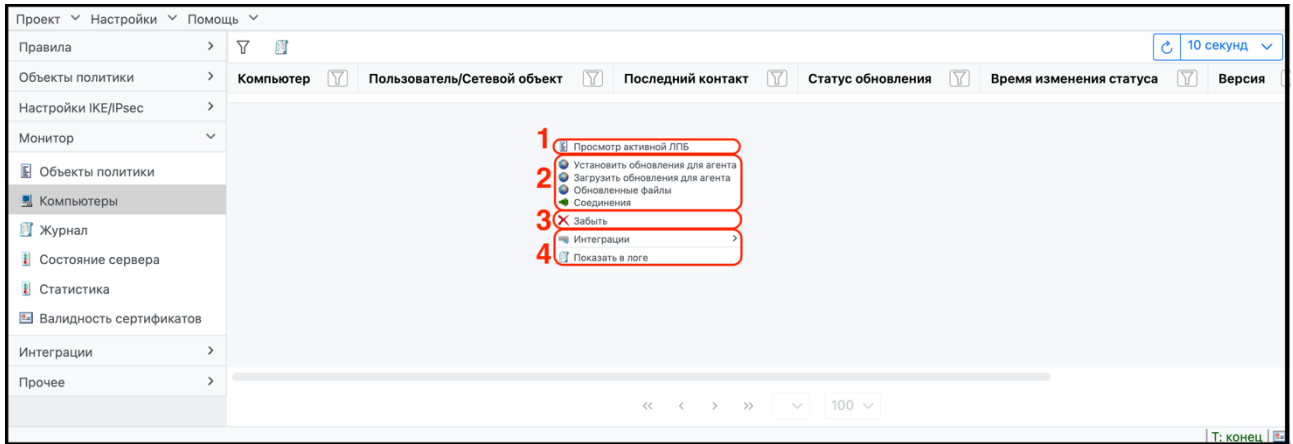 Проект Настройки Помощь
Правила
10 секунд
Объекты политики
Компьютер Пользователь/Сетевой объект Последний контакт Статус обновления Время изменения статуса Версия
Настройки IKE/IPsec
Монитор
1 Просмотр активной ЛПБ
Объекты политики
2 Установить обновления для агента
Загрузить обновления для агента
Обновленные файлы
Соединения
Компьютеры
3 Забыть
Журнал
4 Интеграции
Показать в логе
Состояние сервера
Статистика
Валидность сертификатов
Интеграции
Прочее
100
Т: конец